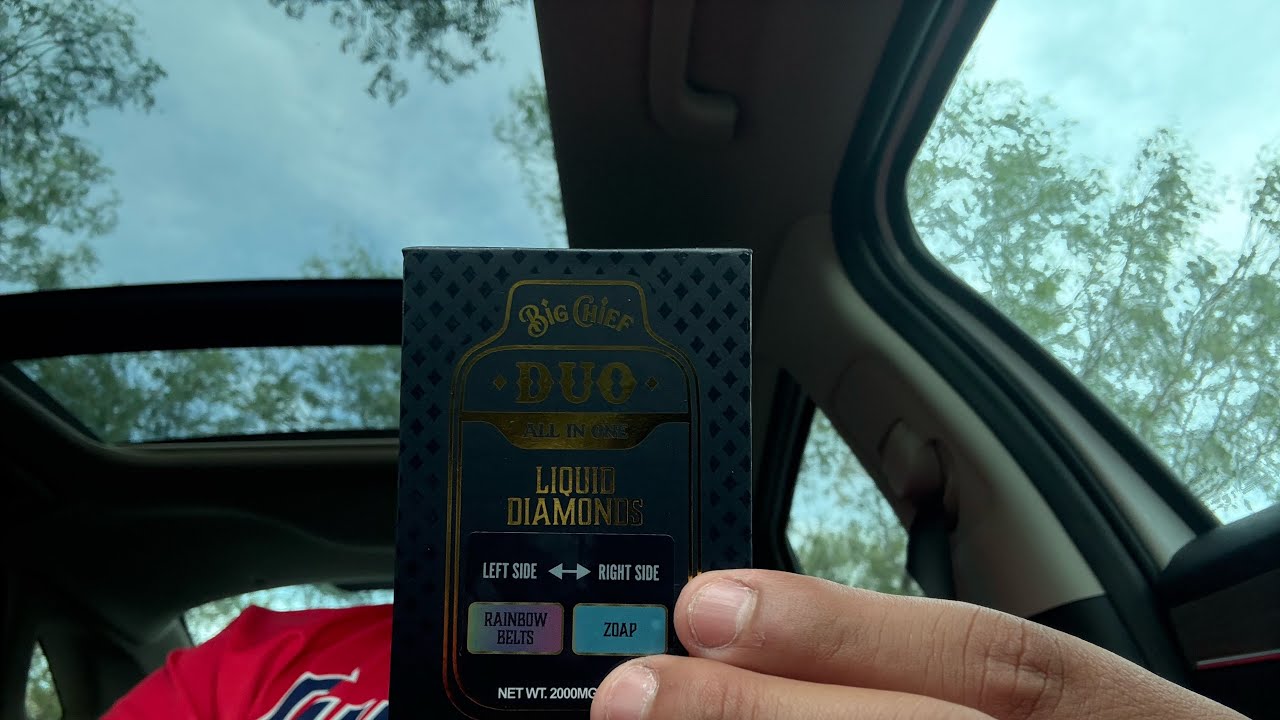 Big Chief
DUO
ALL IN ONE
LIQUID
DIAMONDS
LEFT SIDE ↔ RIGHT SIDE
RAINBOW
BELTS
ZOAP
NET WT. 2000MG